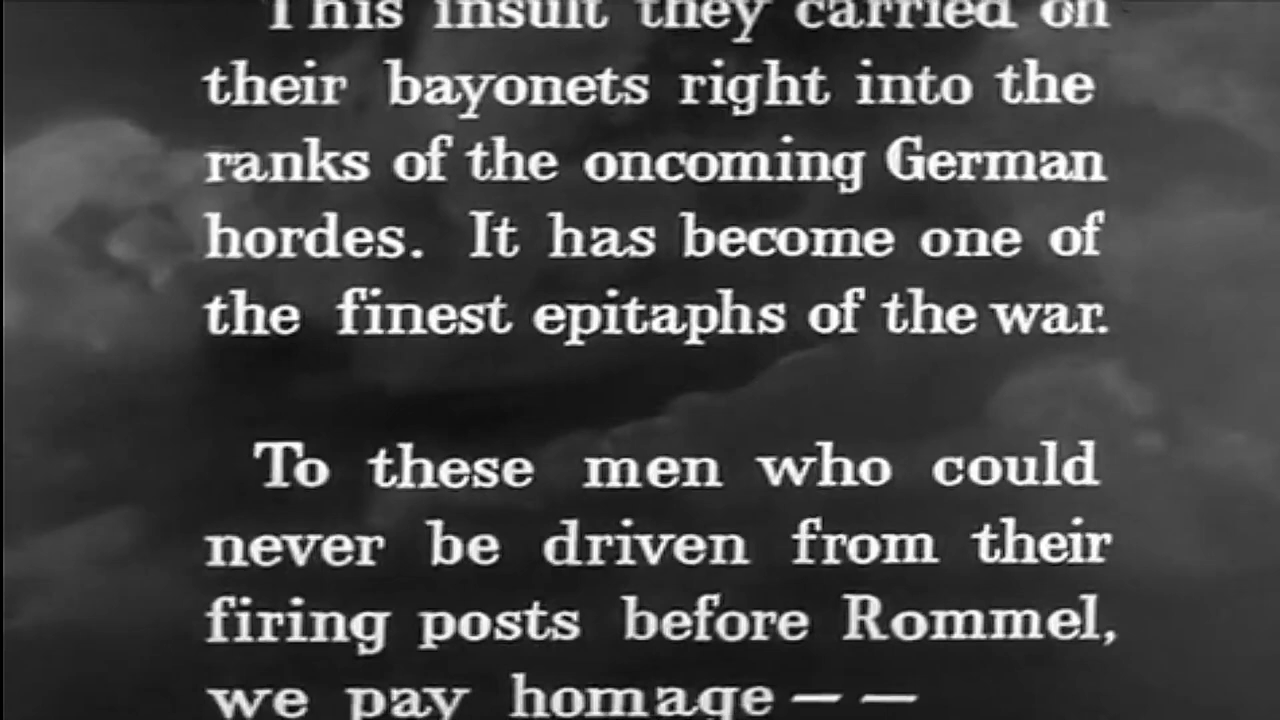 This insult they carried on
their bayonets right into the
ranks of the oncoming German
hordes. It has become one of
the finest epitaphs of the war.
To these men who could
never be driven from their
firing posts before Rommel,
we pay homage — —